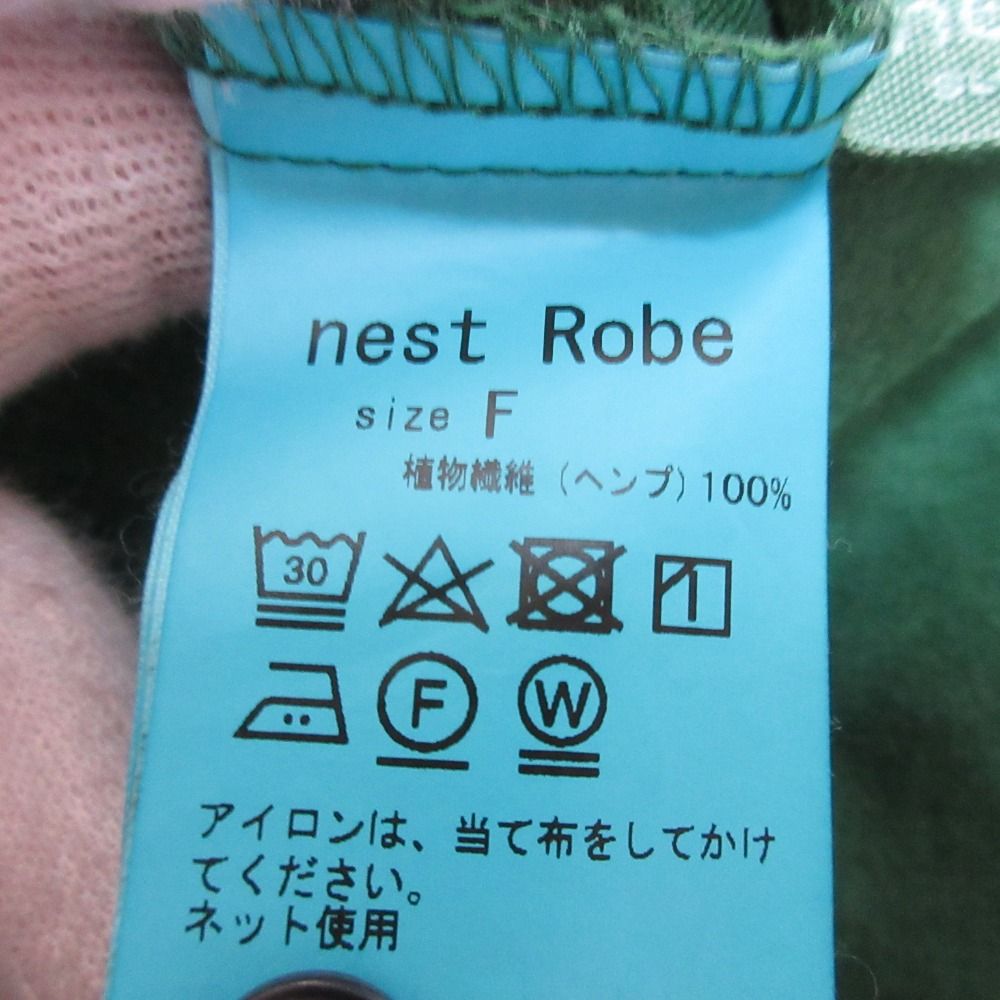 nest Robe
size F
植物繊維（ヘンプ）100%
30
F W
アイロンは、当て布をしてかけ
てください。
ネット使用